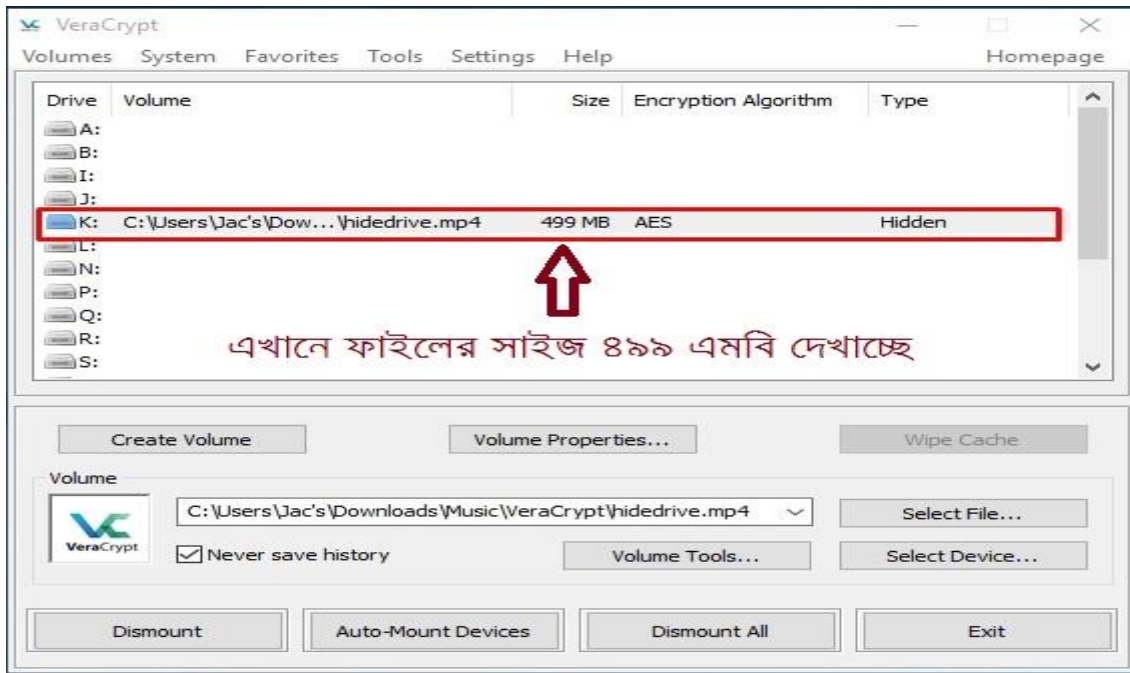 VeraCrypt
Volumes System Favorites Tools Settings Help Homepage
Drive Volume Size Encryption Algorithm Type
A:
B:
I:
J:
K: C:\Users\Jac's\Dow...\hidedrive.mp4 499 MB AES Hidden
L:
N:
P:
Q:
R:
S:
এখানে ফাইলের সাইজ ৪৯৯ এমবি দেখাচ্ছে
Create Volume Volume Properties... Wipe Cache
Volume
C:\Users\Jac's\Downloads\Music\VeraCrypt\hidedrive.mp4 Select File...
VeraCrypt
Never save history Volume Tools... Select Device...
Dismount Auto-Mount Devices Dismount All Exit